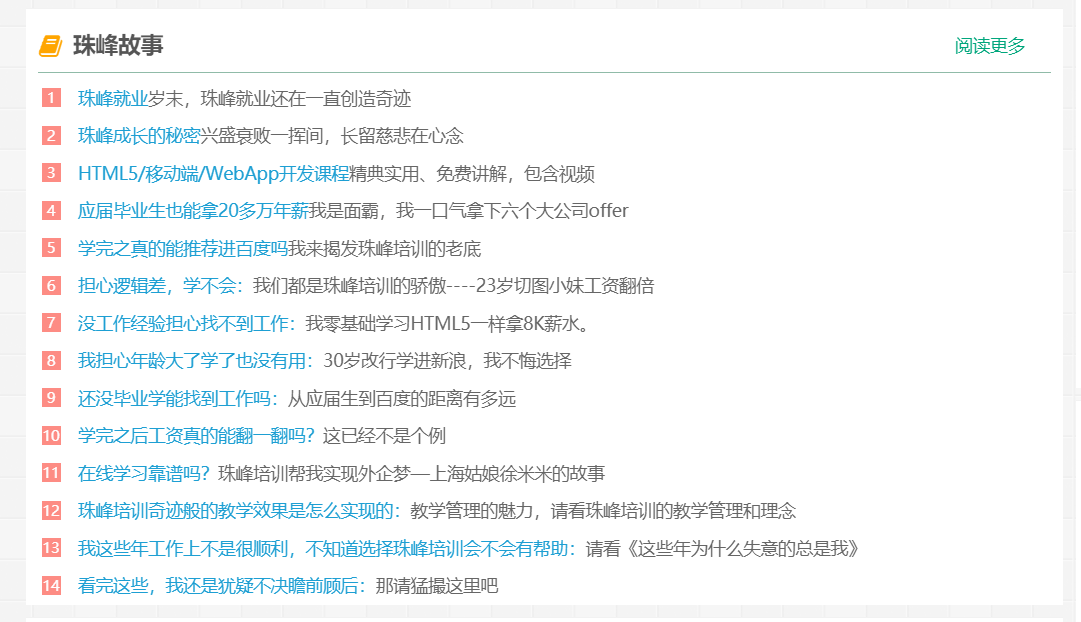 珠峰故事
阅读更多
1 珠峰就业岁末，珠峰就业还在一直创造奇迹
2 珠峰成长的秘密兴盛衰败一挥间，长留慈悲在心念
3 HTML5/移动端/WebApp开发课程精典实用、免费讲解，包含视频
4 应届毕业生也能拿20多万年薪我是面霸，我一口气拿下六个大公司offer
5 学完之真的能推荐进百度吗我来揭发珠峰培训的老底
6 担心逻辑差，学不会：我们都是珠峰培训的骄傲----23岁切图小妹工资翻倍
7 没工作经验担心找不到工作：我零基础学习HTML5一样拿8K薪水。
8 我担心年龄大了学了也没有用：30岁改行学进新浪，我不悔选择
9 还没毕业学能找到工作吗：从应届生到百度的距离有多远
10 学完之后工资真的能翻一翻吗？这已经不是个例
11 在线学习靠谱吗？珠峰培训帮我实现外企梦—上海姑娘徐米米的故事
12 珠峰培训奇迹般的教学效果是怎么实现的：教学管理的魅力，请看珠峰培训的教学管理和理念
13 我这些年工作上不是很顺利，不知道选择珠峰培训会不会有帮助：请看《这些年为什么失意的总是我》
14 看完这些，我还是犹疑不决瞻前顾后：那请猛撮这里吧